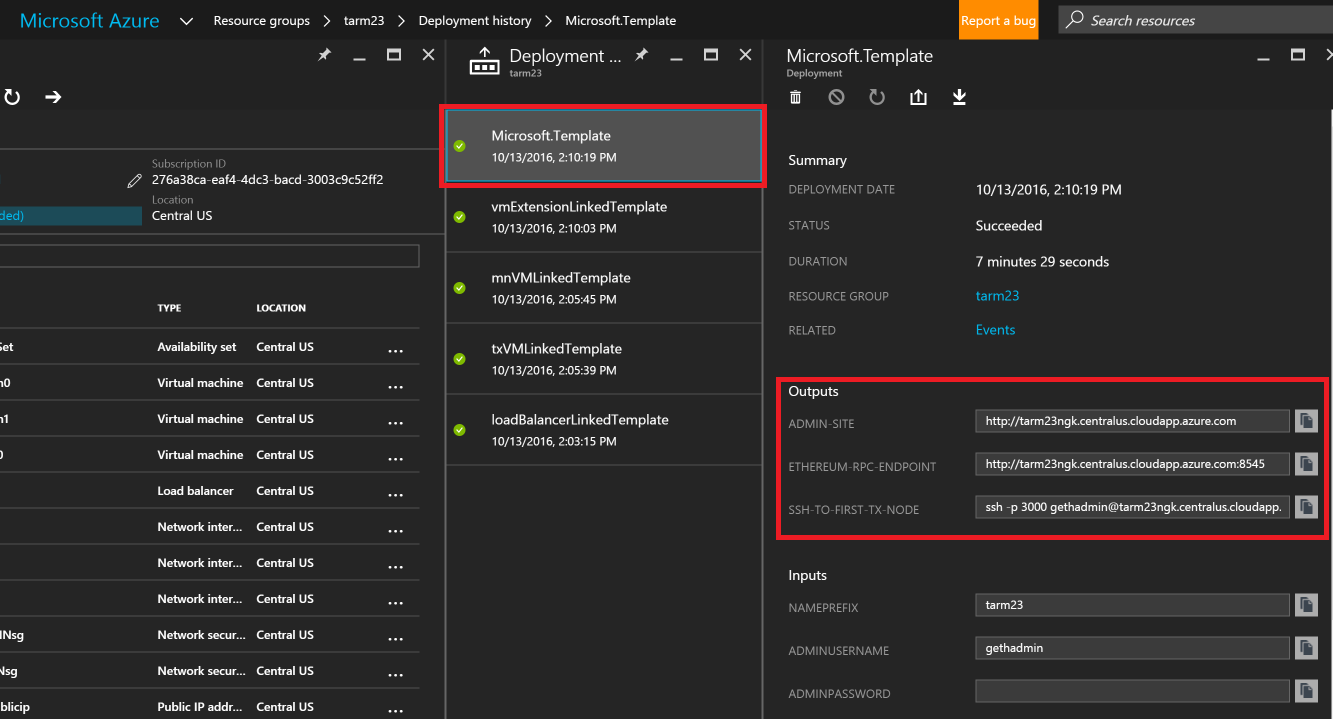 Microsoft Azure
Resource groups > tarm23 > Deployment history > Microsoft.Template
Report a bug
Search resources
Subscription ID
276a38ca-eaf4-4dc3-bacd-3003c9c52ff2
Location
ded)
Central US
TYPE LOCATION
Set Availability set Central US ...
n0 Virtual machine Central US ...
n1 Virtual machine Central US ...
0 Virtual machine Central US ...
Load balancer Central US ...
Network inter... Central US ...
Network inter... Central US ...
Network inter... Central US ...
INsg Network secur... Central US ...
Nsg Network secur... Central US ...
blicip Public IP addr... Central US ...
Deployment ...
tarm23
Microsoft.Template
10/13/2016, 2:10:19 PM
vmExtensionLinkedTemplate
10/13/2016, 2:10:03 PM
mnVMLinkedTemplate
10/13/2016, 2:05:45 PM
txVMLinkedTemplate
10/13/2016, 2:05:39 PM
loadBalancerLinkedTemplate
10/13/2016, 2:03:15 PM
Microsoft.Template
Deployment
Summary
DEPLOYMENT DATE 10/13/2016, 2:10:19 PM
STATUS Succeeded
DURATION 7 minutes 29 seconds
RESOURCE GROUP tarm23
RELATED Events
Outputs
ADMIN-SITE http://tarm23ngk.centralus.cloudapp.azure.com
ETHEREUM-RPC-ENDPOINT http://tarm23ngk.centralus.cloudapp.azure.com:8545
SSH-TO-FIRST-TX-NODE ssh -p 3000 gethadmin@tarm23ngk.centralus.cloudapp.
Inputs
NAMEPREFIX tarm23
ADMINUSERNAME gethadmin
ADMINPASSWORD